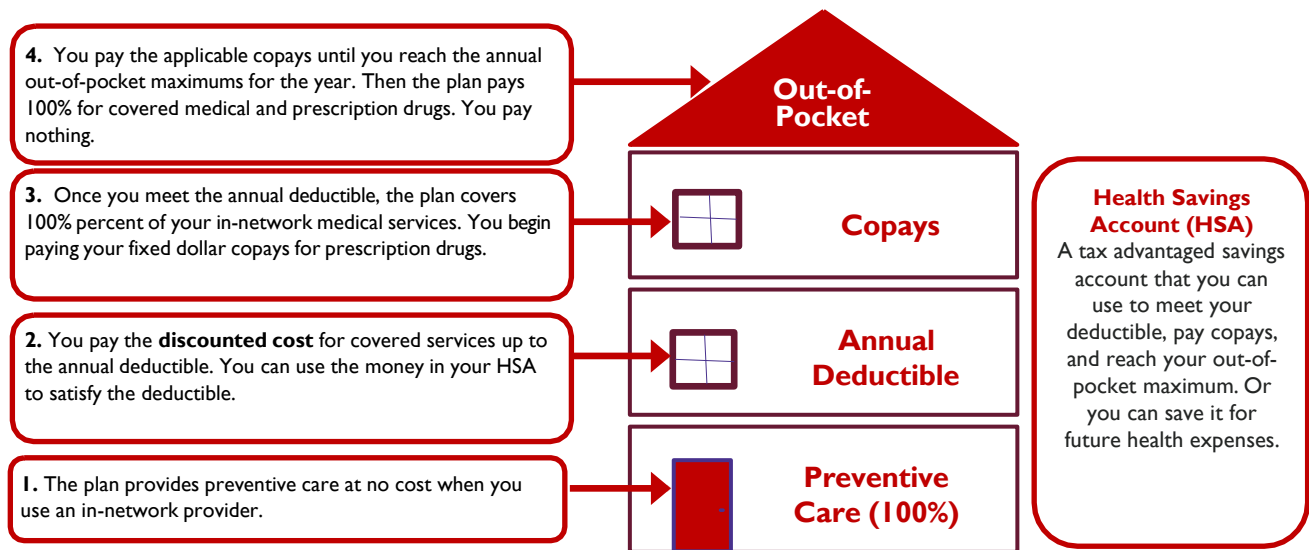 4. You pay the applicable copays until you reach the annual
out-of-pocket maximums for the year. Then the plan pays
100% for covered medical and prescription drugs. You pay
nothing.
Out-of-
Pocket
3. Once you meet the annual deductible, the plan covers
100% percent of your in-network medical services. You begin
paying your fixed dollar copays for prescription drugs.
Copays
2. You pay the discounted cost for covered services up to
the annual deductible. You can use the money in your HSA
to satisfy the deductible.
Annual
Deductible
1. The plan provides preventive care at no cost when you
use an in-network provider.
Preventive
Care (100%)
Health Savings
Account (HSA)
A tax advantaged savings
account that you can
use to meet your
deductible, pay copays,
and reach your out-of-
pocket maximum. Or
you can save it for
future health expenses.